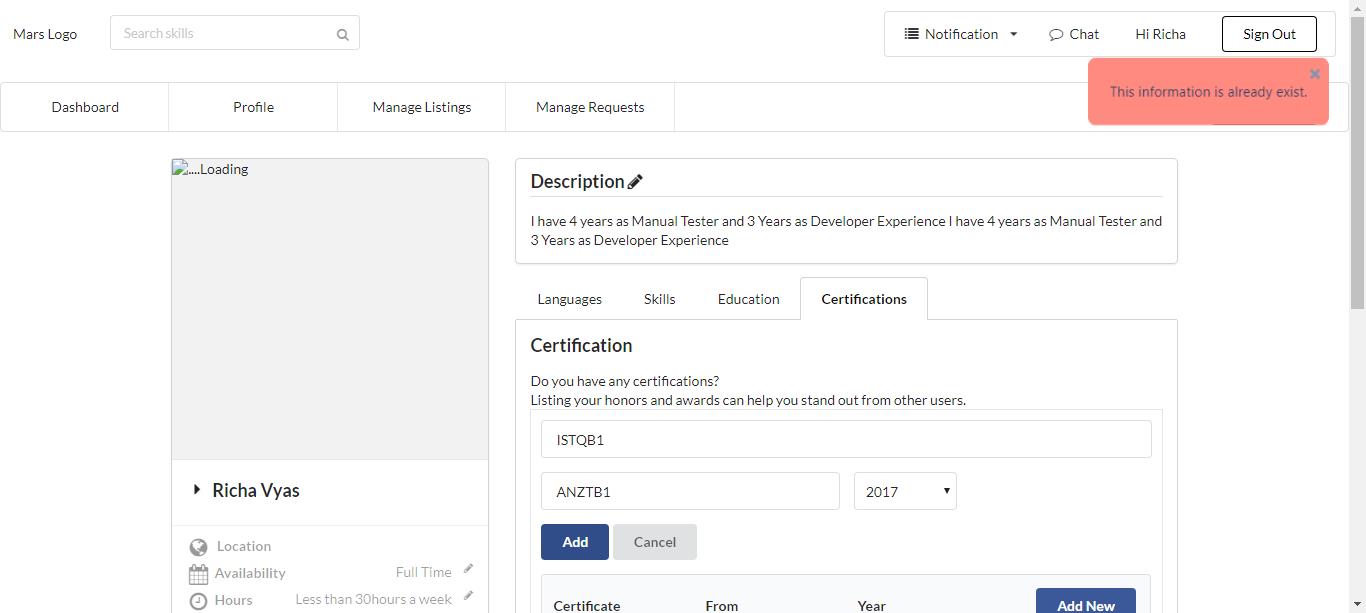 Mars Logo
Search skills
Notification
Chat
Hi Richa
Sign Out
This information is already exist.
Dashboard
Profile
Manage Listings
Manage Requests
....Loading
Description
I have 4 years as Manual Tester and 3 Years as Developer Experience I have 4 years as Manual Tester and
3 Years as Developer Experience
Languages
Skills
Education
Certifications
Certification
Do you have any certifications?
Listing your honors and awards can help you stand out from other users.
ISTQB1
ANZTB1
2017
Add
Cancel
Certificate
From
Year
Add New
Richa Vyas
Location
Availability
Full Time
Hours
Less than 30hours a week